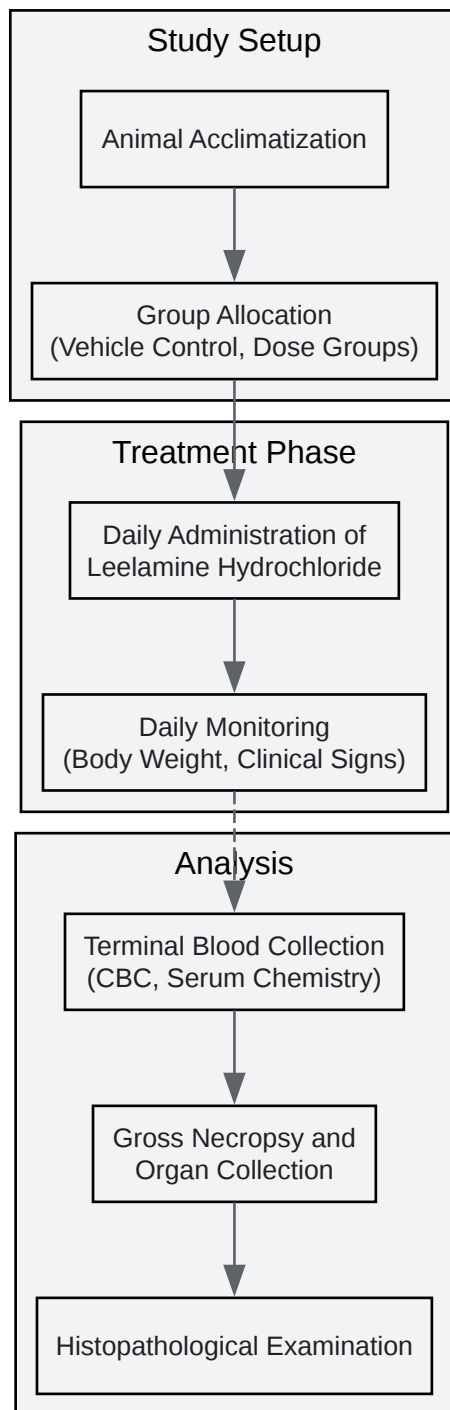 Study Setup
Animal Acclimatization
Group Allocation
(Vehicle Control, Dose Groups)
Treatment Phase
Daily Administration of
Leelamine Hydrochloride
Daily Monitoring
(Body Weight, Clinical Signs)
Analysis
Terminal Blood Collection
(CBC, Serum Chemistry)
Gross Necropsy and
Organ Collection
Histopathological Examination